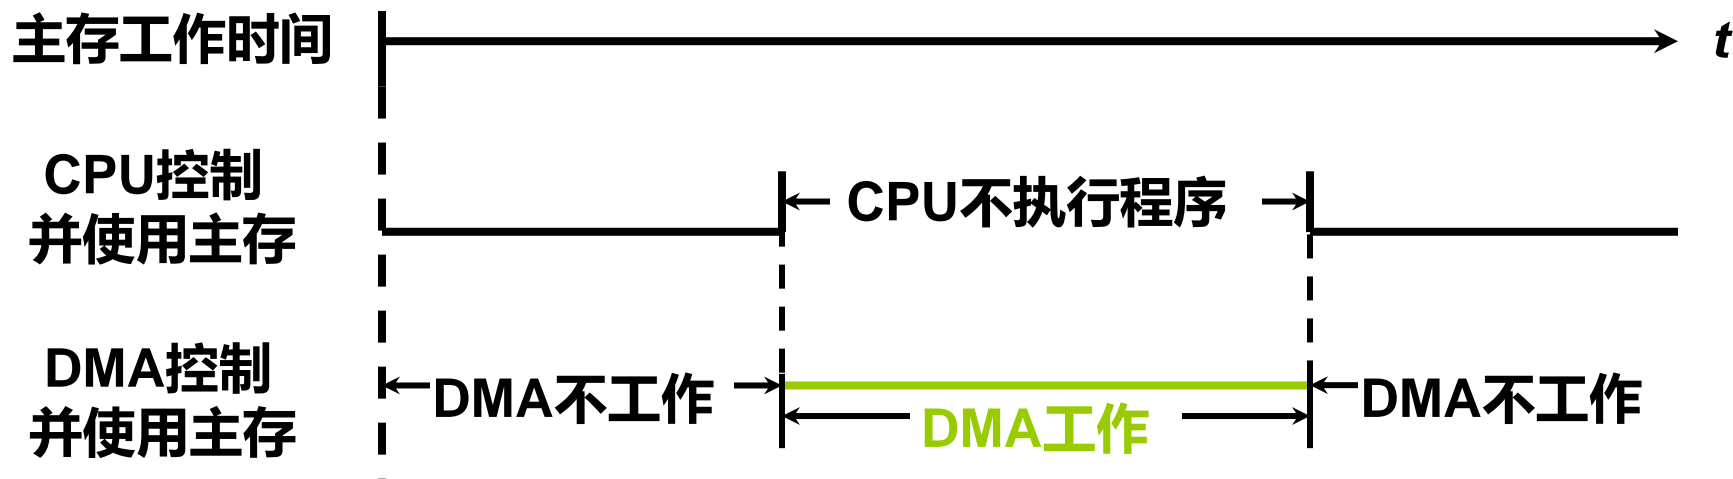 主存工作时间
t
CPU控制
并使用主存
CPU不执行程序
DMA控制
并使用主存
DMA不工作
DMA工作
DMA不工作